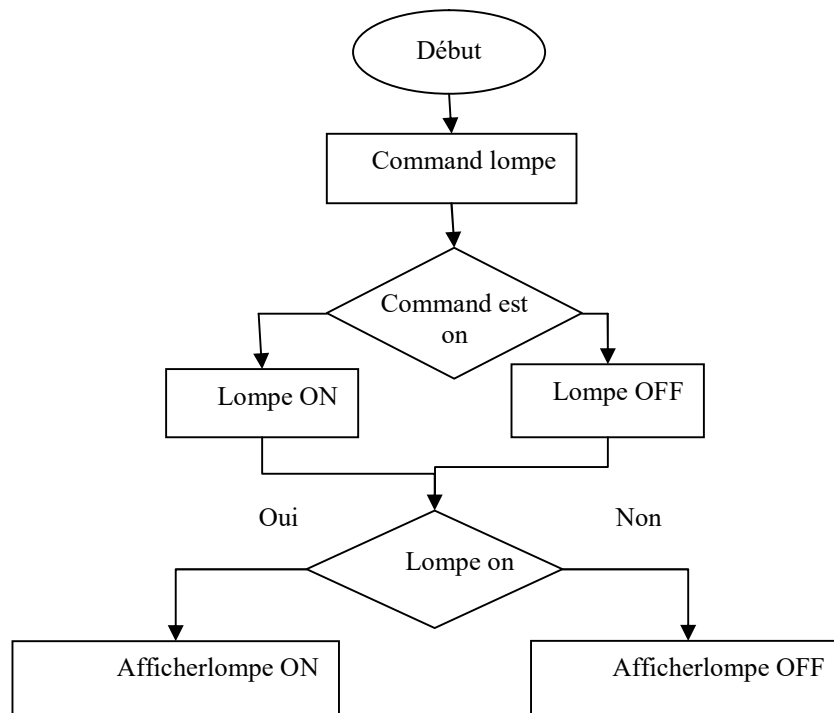 Début
Command lompe
Command est
on
Lompe ON
Lompe OFF
Oui
Non
Lompe on
Afficherlompe ON
Afficherlompe OFF